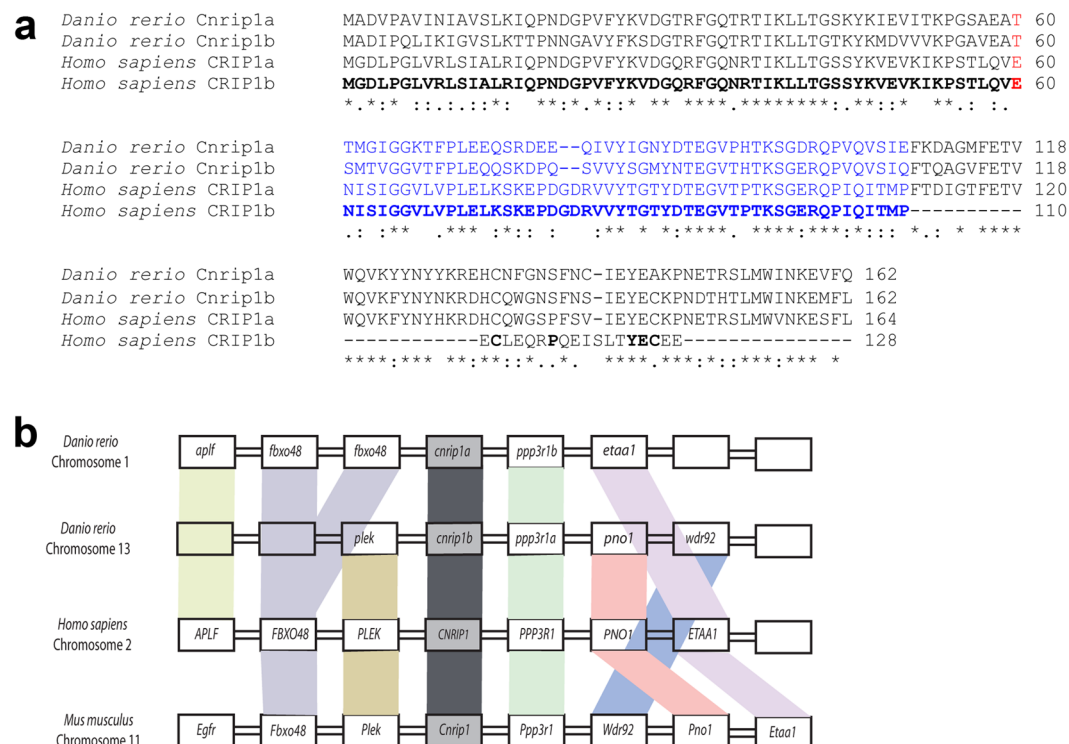 a
Danio rerio Cnrip1a MADVPAVINIAVSLKIQPNDGPVFYKVDGTRFGQTRTIKLLTGSKYKIEVITKPGSAEAT 60
Danio rerio Cnrip1b MADIPQLIKIGVSLKTTPNNGAVYFKSDGTRFGQTRTIKLLTGTKYKMDVVVKPGAVEAT 60
Homo sapiens CRIP1a MGDLPGLVRLSIALRIQPNDGPVFYKVDGQRFGQNRTIKLLTGSSYKVEVKIKPSTLQVE 60
Homo sapiens CRIP1b MGDLPGLVRLSIALRIQPNDGPVFYKVDGQRFGQNRTIKLLTGSSYKVEVKIKPSTLQVE 60
*.*:* ::.:.::*: **:*.*::* ** ****.********:.**::* **.: :.
Danio rerio Cnrip1a TMGIGGKTFPLEEQSRDEE--QIVYIGNYDTEGVPHTKSGDRQPVQVSIEFKDAGMFETV 118
Danio rerio Cnrip1b SMTVGGVTFPLEQQSKDPQ--SVVYSGMYNTEGVPHTKSGDRQPVQVSIQFTQAGVFETV 118
Homo sapiens CRIP1a NISIGGVLVPLELKSKEPDGDRVVYTGTYDTEGVTPTKSGERQPIQITMPFTDIGTFETV 120
Homo sapiens CRIP1b NISIGGVLVPLELKSKEPDGDRVVYTGTYDTEGVTPTKSGERQPIQITMP----------- 110
.: :** .*** :*:: : :** * *:****. ****:***:*::: *.: * ****
Danio rerio Cnrip1a WQVKYYNYYKREHCNFGNSFNC-IEYEAKPNETRSLMWINKEVFQ 162
Danio rerio Cnrip1b WQVKFYNYNKRDHCQWGNSFNS-IEYECKPNDTHTLMWINKEMFL 162
Homo sapiens CRIP1a WQVKFYNYHKRDHCQWGSPFSV-IEYECKPNETRSLMWVNKESFL 164
Homo sapiens CRIP1b ------------ECLEQRPQEISLTYECEE--------------- 128
****:*** **:**::*..*. ****.***:*::***:*** *
b
Danio rerio
Chromosome 1
aplf fbxo48 fbxo48 cnrip1a ppp3r1b etaa1
Danio rerio
Chromosome 13
plek cnrip1b ppp3r1a pno1 wdr92
Homo sapiens
Chromosome 2
APLF FBXO48 PLEK CNRIP1 PPP3R1 PNO1 ETAA1
Mus musculus
Chromosome 11
Egfr Fbxo48 Plek Cnrip1 Ppp3r1 Wdr92 Pno1 Etaa1